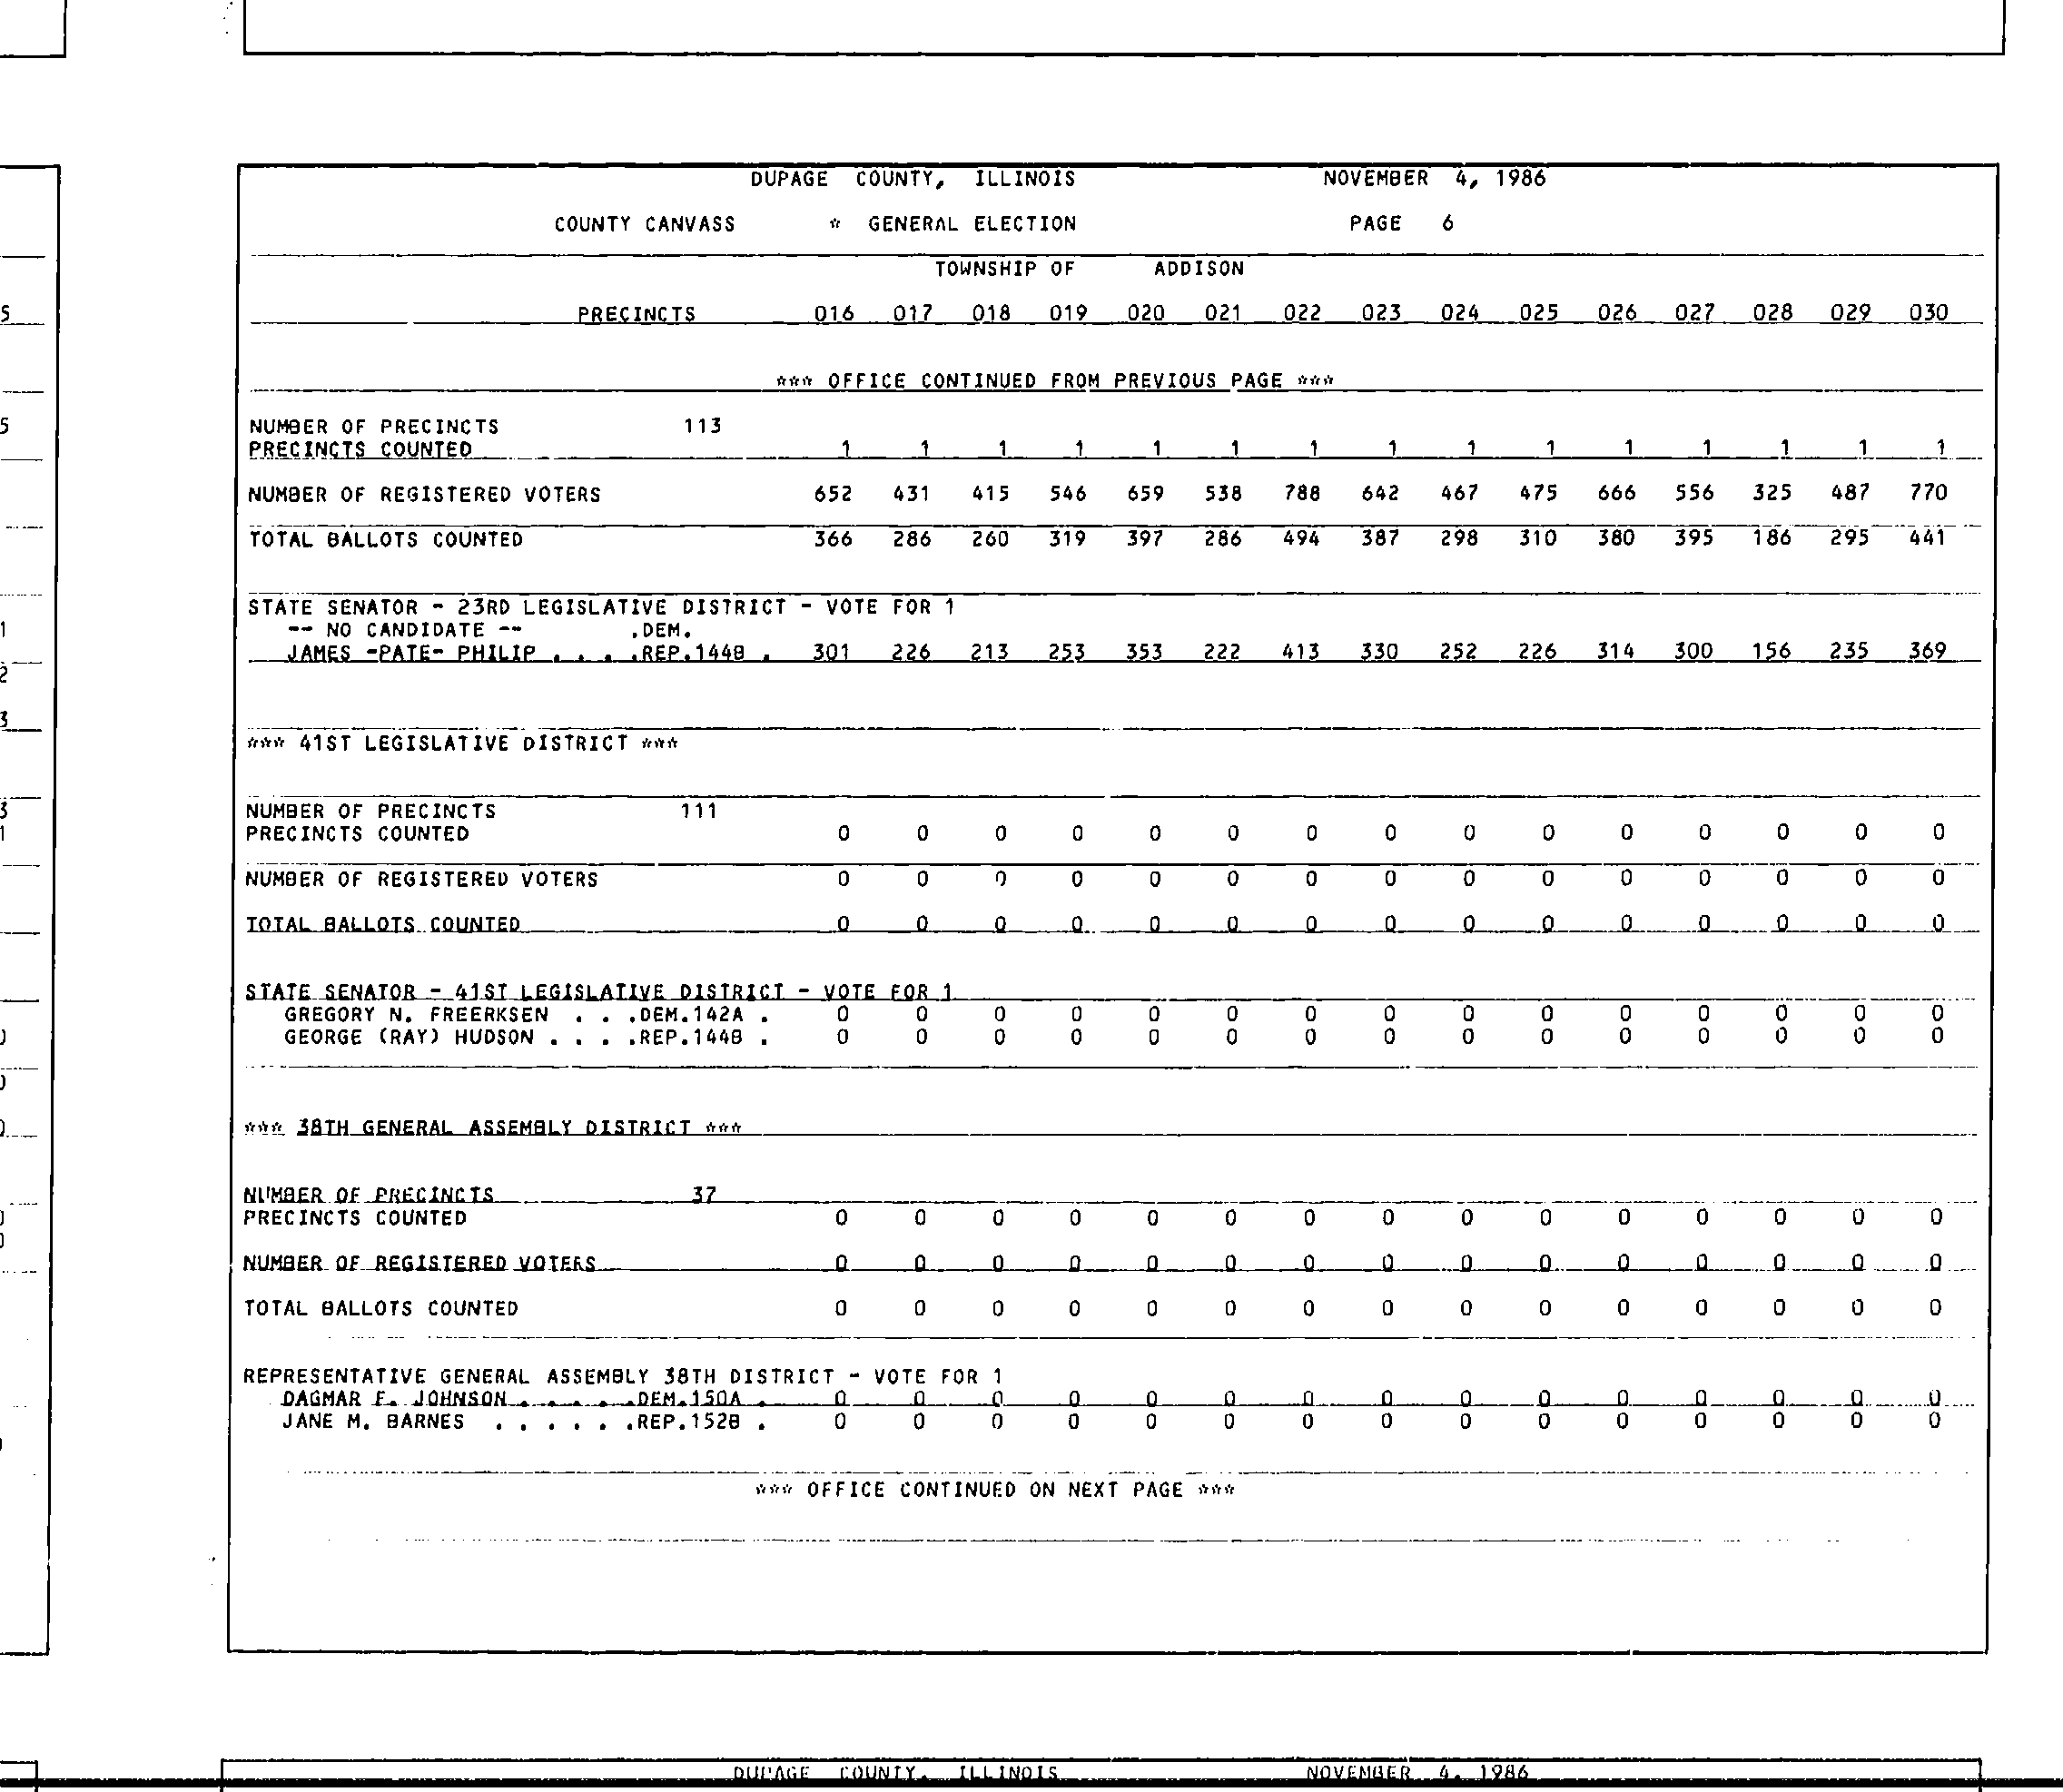 DUPAGE COUNTY, ILLINOIS NOVEMBER 4, 1986
COUNTY CANVASS * GENERAL ELECTION PAGE 6
TOWNSHIP OF ADDISON
PRECINCTS 016 017 018 019 020 021 022 023 024 025 026 027 028 029 030
*** OFFICE CONTINUED FROM PREVIOUS PAGE ***
NUMBER OF PRECINCTS 113
PRECINCTS COUNTED 1 1 1 1 1 1 1 1 1 1 1 1 1 1 1
NUMBER OF REGISTERED VOTERS 652 431 415 546 659 538 788 642 467 475 666 556 325 487 770
TOTAL BALLOTS COUNTED 366 286 260 319 397 286 494 387 298 310 380 395 186 295 441
STATE SENATOR - 23RD LEGISLATIVE DISTRICT - VOTE FOR 1
-- NO CANDIDATE -- .DEM.
JAMES -PATE- PHILIP . . . .REP.144B . 301 226 213 253 353 222 413 330 252 226 314 300 156 235 369
*** 41ST LEGISLATIVE DISTRICT ***
NUMBER OF PRECINCTS 111
PRECINCTS COUNTED 0 0 0 0 0 0 0 0 0 0 0 0 0 0 0
NUMBER OF REGISTERED VOTERS 0 0 0 0 0 0 0 0 0 0 0 0 0 0 0
TOTAL BALLOTS COUNTED 0 0 0 0 0 0 0 0 0 0 0 0 0 0 0
STATE SENATOR - 41ST LEGISLATIVE DISTRICT - VOTE FOR 1
GREGORY N. FREERKSEN . . .DEM.142A . 0 0 0 0 0 0 0 0 0 0 0 0 0 0 0
GEORGE (RAY) HUDSON . . . .REP.144B . 0 0 0 0 0 0 0 0 0 0 0 0 0 0 0
*** 38TH GENERAL ASSEMBLY DISTRICT ***
NUMBER OF PRECINCTS 37
PRECINCTS COUNTED 0 0 0 0 0 0 0 0 0 0 0 0 0 0 0
NUMBER OF REGISTERED VOTERS 0 0 0 0 0 0 0 0 0 0 0 0 0 0 0
TOTAL BALLOTS COUNTED 0 0 0 0 0 0 0 0 0 0 0 0 0 0 0
REPRESENTATIVE GENERAL ASSEMBLY 38TH DISTRICT - VOTE FOR 1
DAGMAR E. JOHNSON . . . . .DEM.150A . 0 0 0 0 0 0 0 0 0 0 0 0 0 0 0
JANE M. BARNES . . . . . .REP.152B . 0 0 0 0 0 0 0 0 0 0 0 0 0 0 0
*** OFFICE CONTINUED ON NEXT PAGE ***
DUPAGE COUNTY, ILLINOIS NOVEMBER 4, 1986